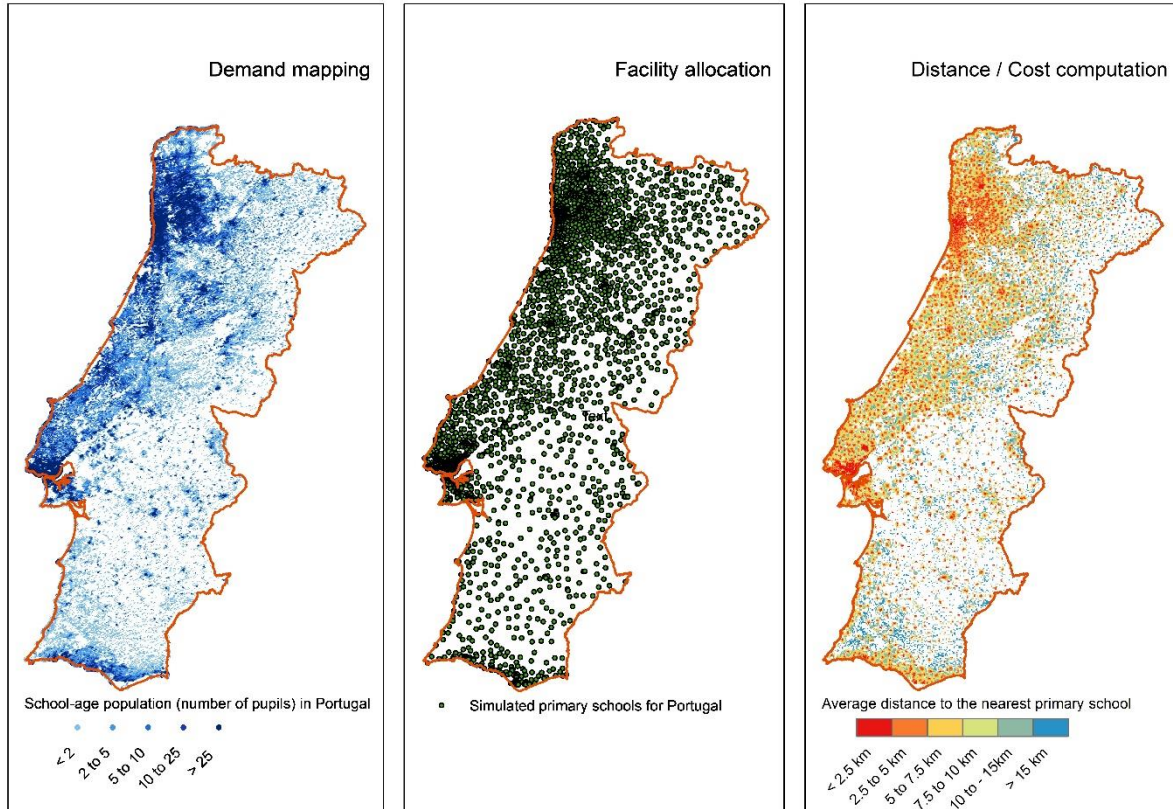 Demand mapping
School-age population (number of pupils) in Portugal
< 2
2 to 5
5 to 10
10 to 25
> 25
Facility allocation
Text
Simulated primary schools for Portugal
Distance / Cost computation
Average distance to the nearest primary school
< 2.5 km
2.5 to 5 km
5 to 7.5 km
7.5 to 10 km
10 to - 15km
> 15 km